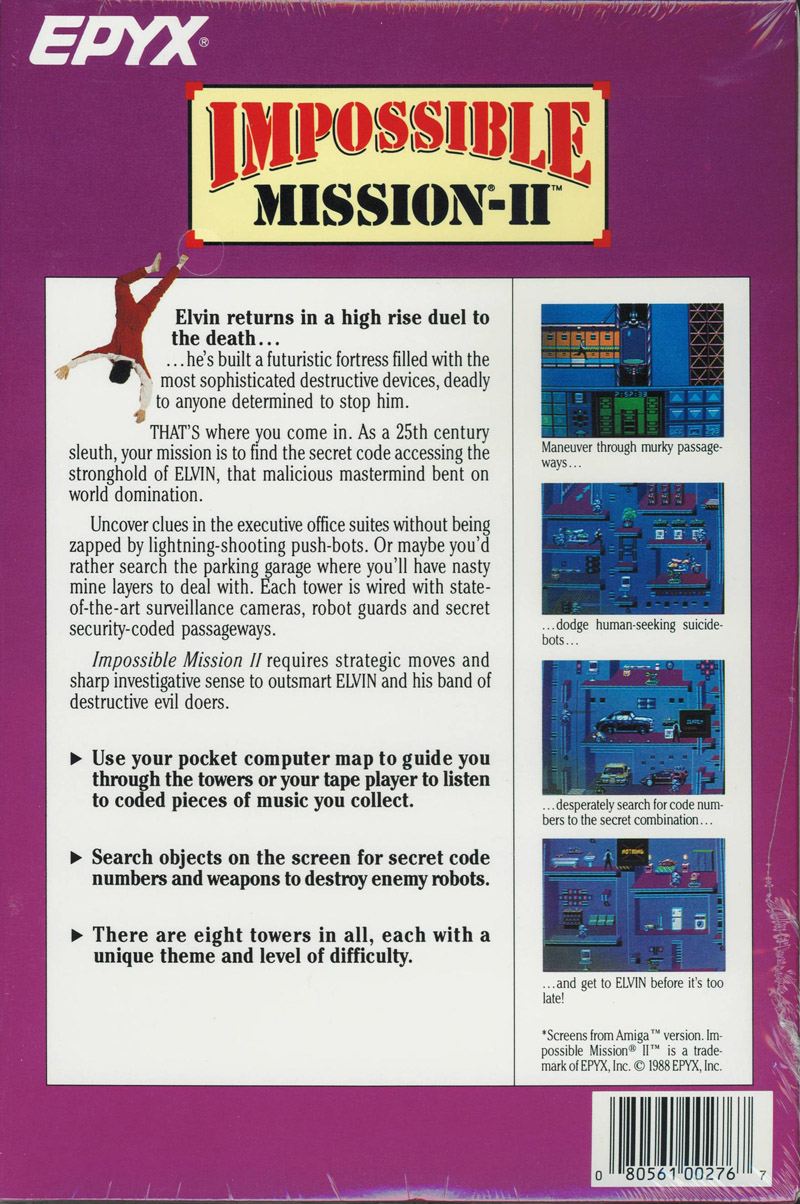 EPYX®
IMPOSSIBLE
MISSION®-II™
Elvin returns in a high rise duel to
the death...
...he's built a futuristic fortress filled with the
most sophisticated destructive devices, deadly
to anyone determined to stop him.
THAT'S where you come in. As a 25th century
sleuth, your mission is to find the secret code accessing the
stronghold of ELVIN, that malicious mastermind bent on
world domination.
Uncover clues in the executive office suites without being
zapped by lightning-shooting push-bots. Or maybe you'd
rather search the parking garage where you'll have nasty
mine layers to deal with. Each tower is wired with state-
of-the-art surveillance cameras, robot guards and secret
security-coded passageways.
Impossible Mission II requires strategic moves and
sharp investigative sense to outsmart ELVIN and his band of
destructive evil doers.
▶ Use your pocket computer map to guide you
through the towers or your tape player to listen
to coded pieces of music you collect.
▶ Search objects on the screen for secret code
numbers and weapons to destroy enemy robots.
▶ There are eight towers in all, each with a
unique theme and level of difficulty.
Maneuver through murky passage-
ways...
...dodge human-seeking suicide-
bots...
...desperately search for code num-
bers to the secret combination...
...and get to ELVIN before it's too
late!
*Screens from Amiga™ version. Im-
possible Mission® II™ is a trade-
mark of EPYX, Inc. © 1988 EPYX, Inc.
0 80561 00276 7